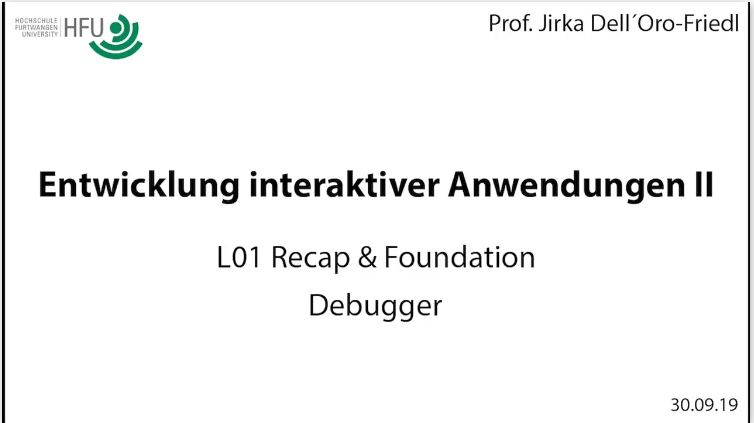 HOCHSCHULE
FURTWANGEN
UNIVERSITY
HFU
Prof. Jirka Dell´Oro-Friedl
Entwicklung interaktiver Anwendungen II
L01 Recap & Foundation
Debugger
30.09.19